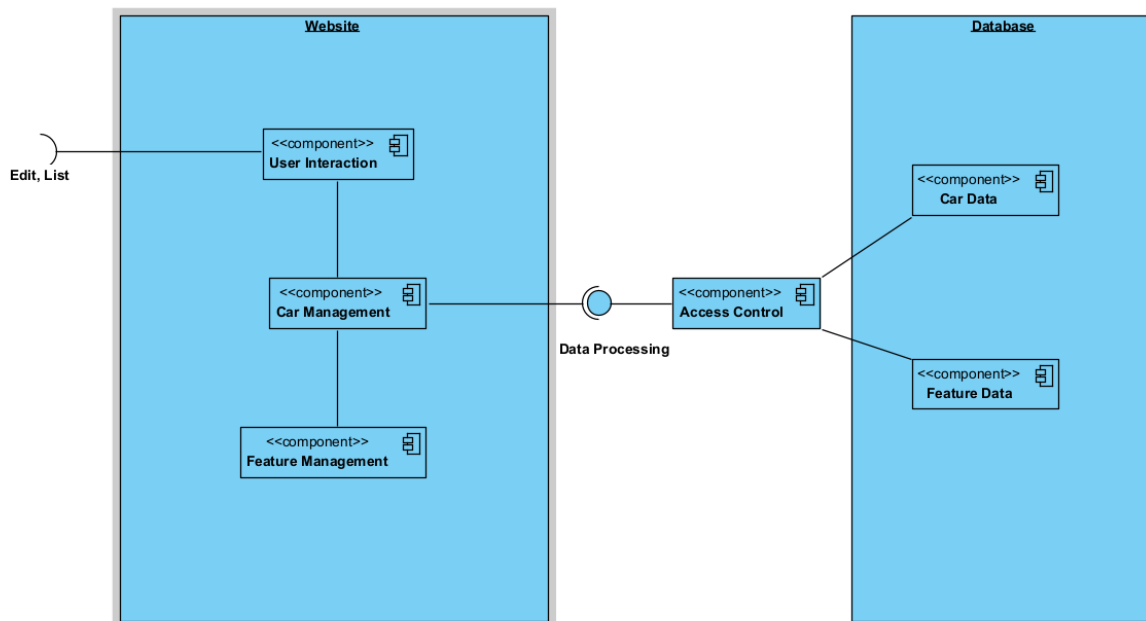 Website
Database
<<component>>
User Interaction
Edit, List
<<component>>
Car Data
<<component>>
Car Management
<<component>>
Access Control
Data Processing
<<component>>
Feature Data
<<component>>
Feature Management